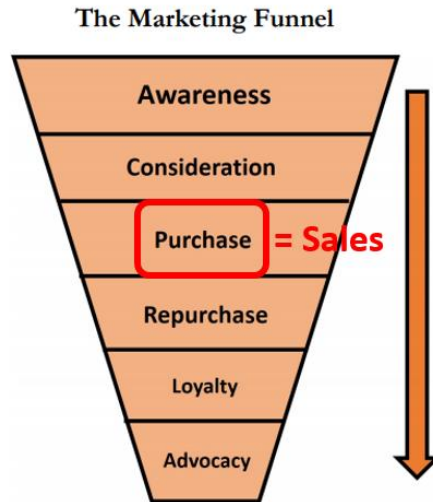 The Marketing Funnel
Awareness
Consideration
Purchase = Sales
Repurchase
Loyalty
Advocacy